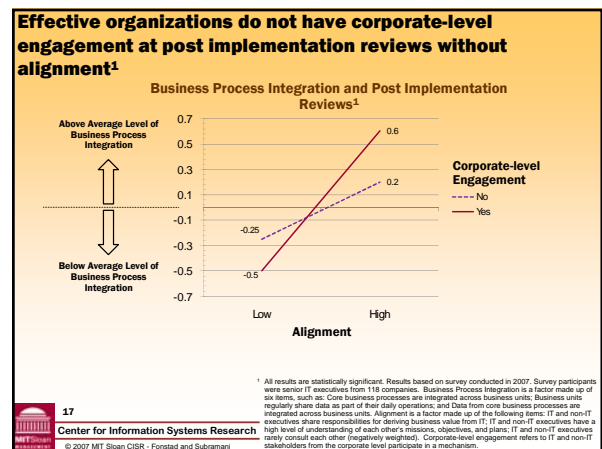 Effective organizations do not have corporate-level
engagement at post implementation reviews without
alignment¹
Business Process Integration and Post Implementation
Reviews¹
Above Average Level of
Business Process
Integration
Below Average Level of
Business Process
Integration
0.7
0.5
0.3
0.1
-0.1
-0.3
-0.5
-0.7
0.6
0.2
-0.25
-0.5
Low
High
Alignment
Corporate-level
Engagement
No
Yes
¹ All results are statistically significant. Results based on survey conducted in 2007. Survey participants
were senior IT executives from 118 companies. Business Process Integration is a factor made up of
six items, such as: Core business processes are integrated across business units; Business units
regularly share data as part of their daily operations; and Data from core business processes are
integrated across business units. Alignment is a factor made up of the following items: IT and non-IT
executives share responsibilities for deriving business value from IT; IT and non-IT executives have a
high level of understanding of each other's missions, objectives, and plans; IT and non-IT executives
rarely consult each other (negatively weighted). Corporate-level engagement refers to IT and non-IT
stakeholders from the corporate level participate in a mechanism.
17
Center for Information Systems Research
© 2007 MIT Sloan CISR - Fonstad and Subramani
MITSloan
MANAGEMENT